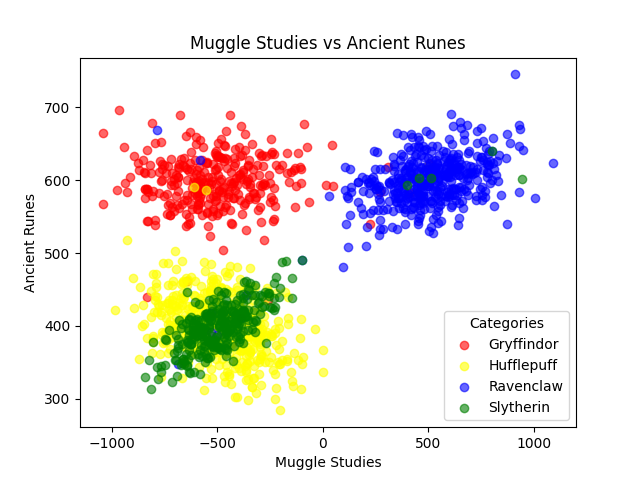 Muggle Studies vs Ancient Runes
Ancient Runes
700
600
500
400
300
−1000
−500
0
500
1000
Muggle Studies
Categories
Gryffindor
Hufflepuff
Ravenclaw
Slytherin